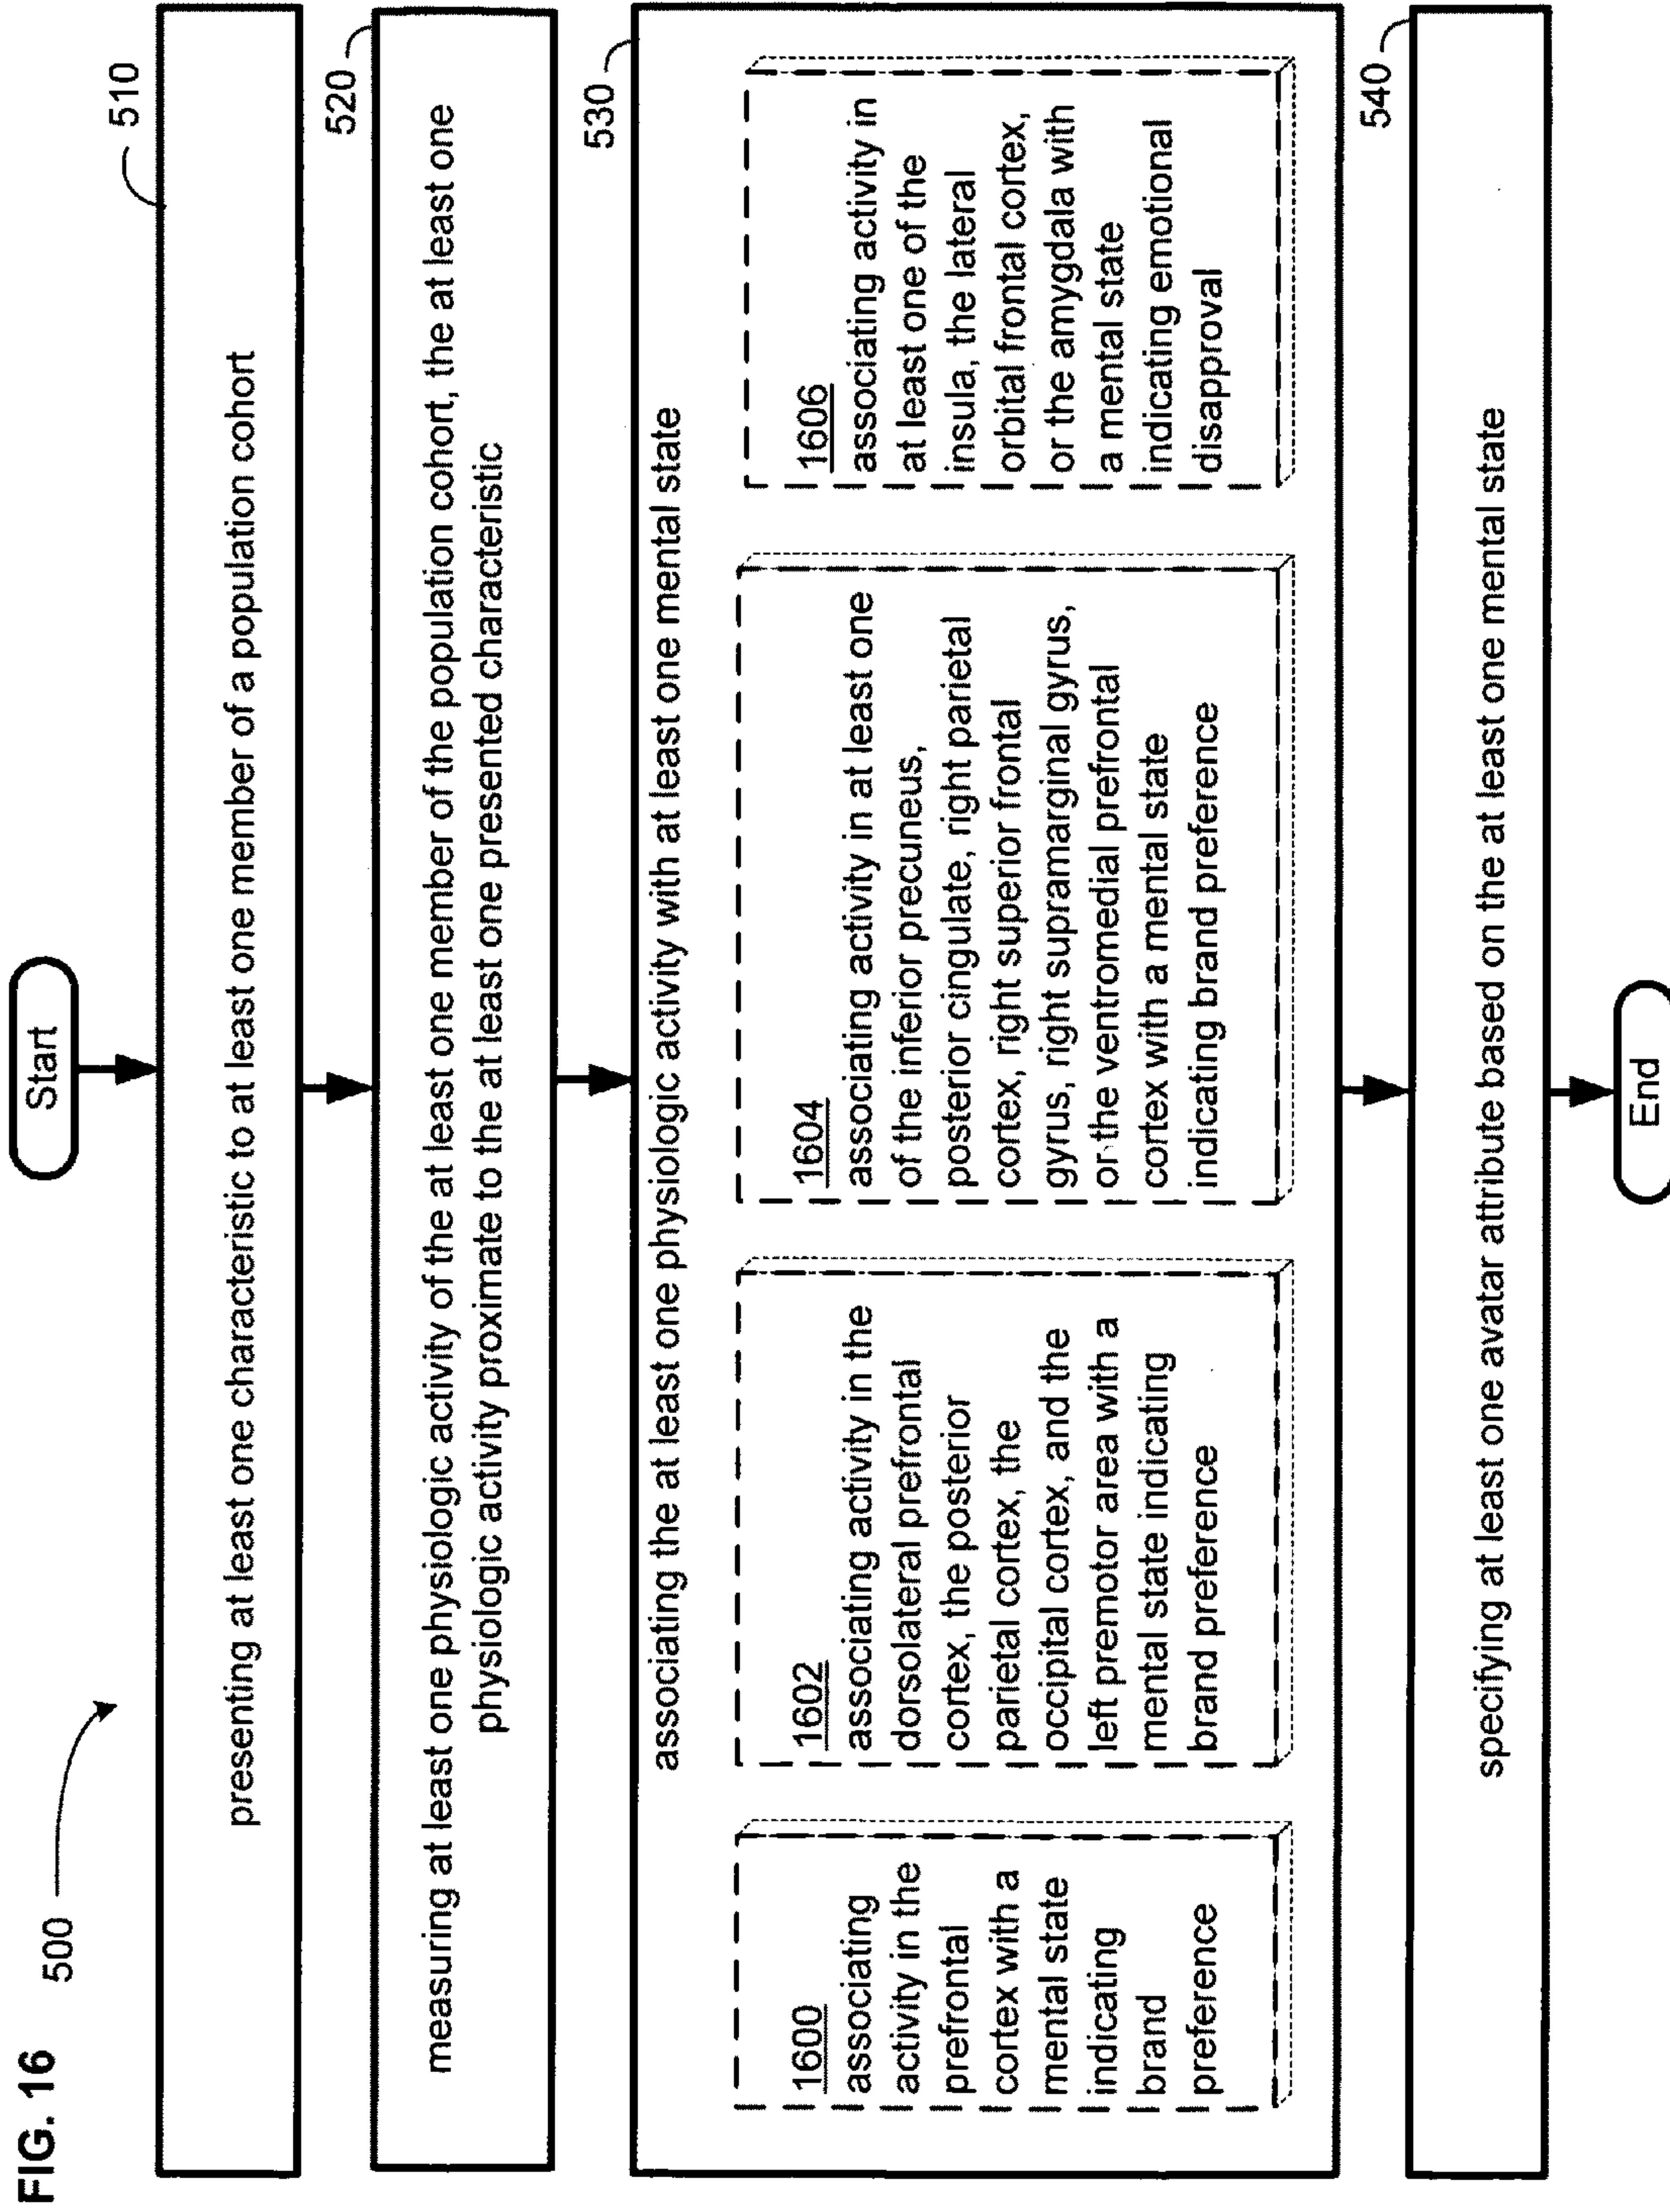 FIG. 16
500
Start
510
presenting at least one characteristic to at least one member of a population cohort
520
measuring at least one physiologic activity of the at least one member of the population cohort, the at least one
physiologic activity proximate to the at least one presented characteristic
530
associating the at least one physiologic activity with at least one mental state
1600
associating
activity in the
prefrontal
cortex with a
mental state
indicating
brand
preference
1602
associating activity in the
dorsolateral prefrontal
cortex, the posterior
parietal cortex, the
occipital cortex, and the
left premotor area with a
mental state indicating
brand preference
1604
associating activity in at least one
of the inferior precuneus,
posterior cingulate, right parietal
cortex, right superior frontal
gyrus, right supramarginal gyrus,
or the ventromedial prefrontal
cortex with a mental state
indicating brand preference
1606
associating activity in
at least one of the
insula, the lateral
orbital frontal cortex,
or the amygdala with
a mental state
indicating emotional
disapproval
540
specifying at least one avatar attribute based on the at least one mental state
End